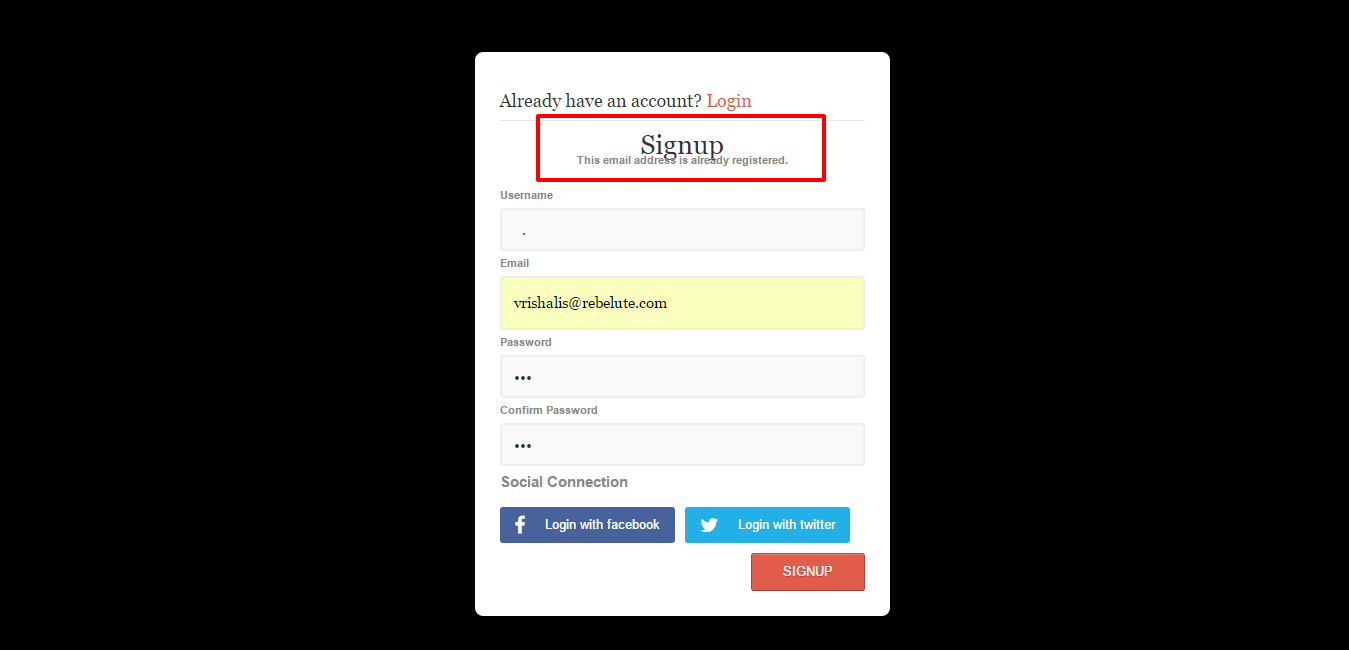 Already have an account? Login
Signup
This email address is already registered.
Username
.
Email
vrishalis@rebelute.com
Password
•••
Confirm Password
•••
Social Connection
Login with facebook Login with twitter
SIGNUP